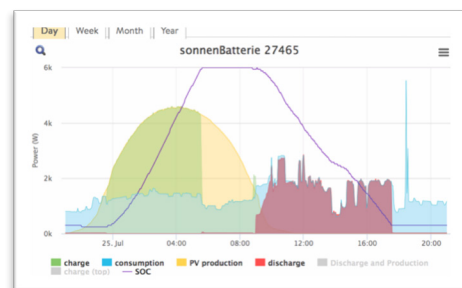 Day Week Month Year
sonnenBatterie 27465
6k
4k
2k
0k
Power (W)
25. Jul 04:00 08:00 12:00 16:00 20:00
charge consumption PV production discharge Discharge and Production
charge (top) SOC